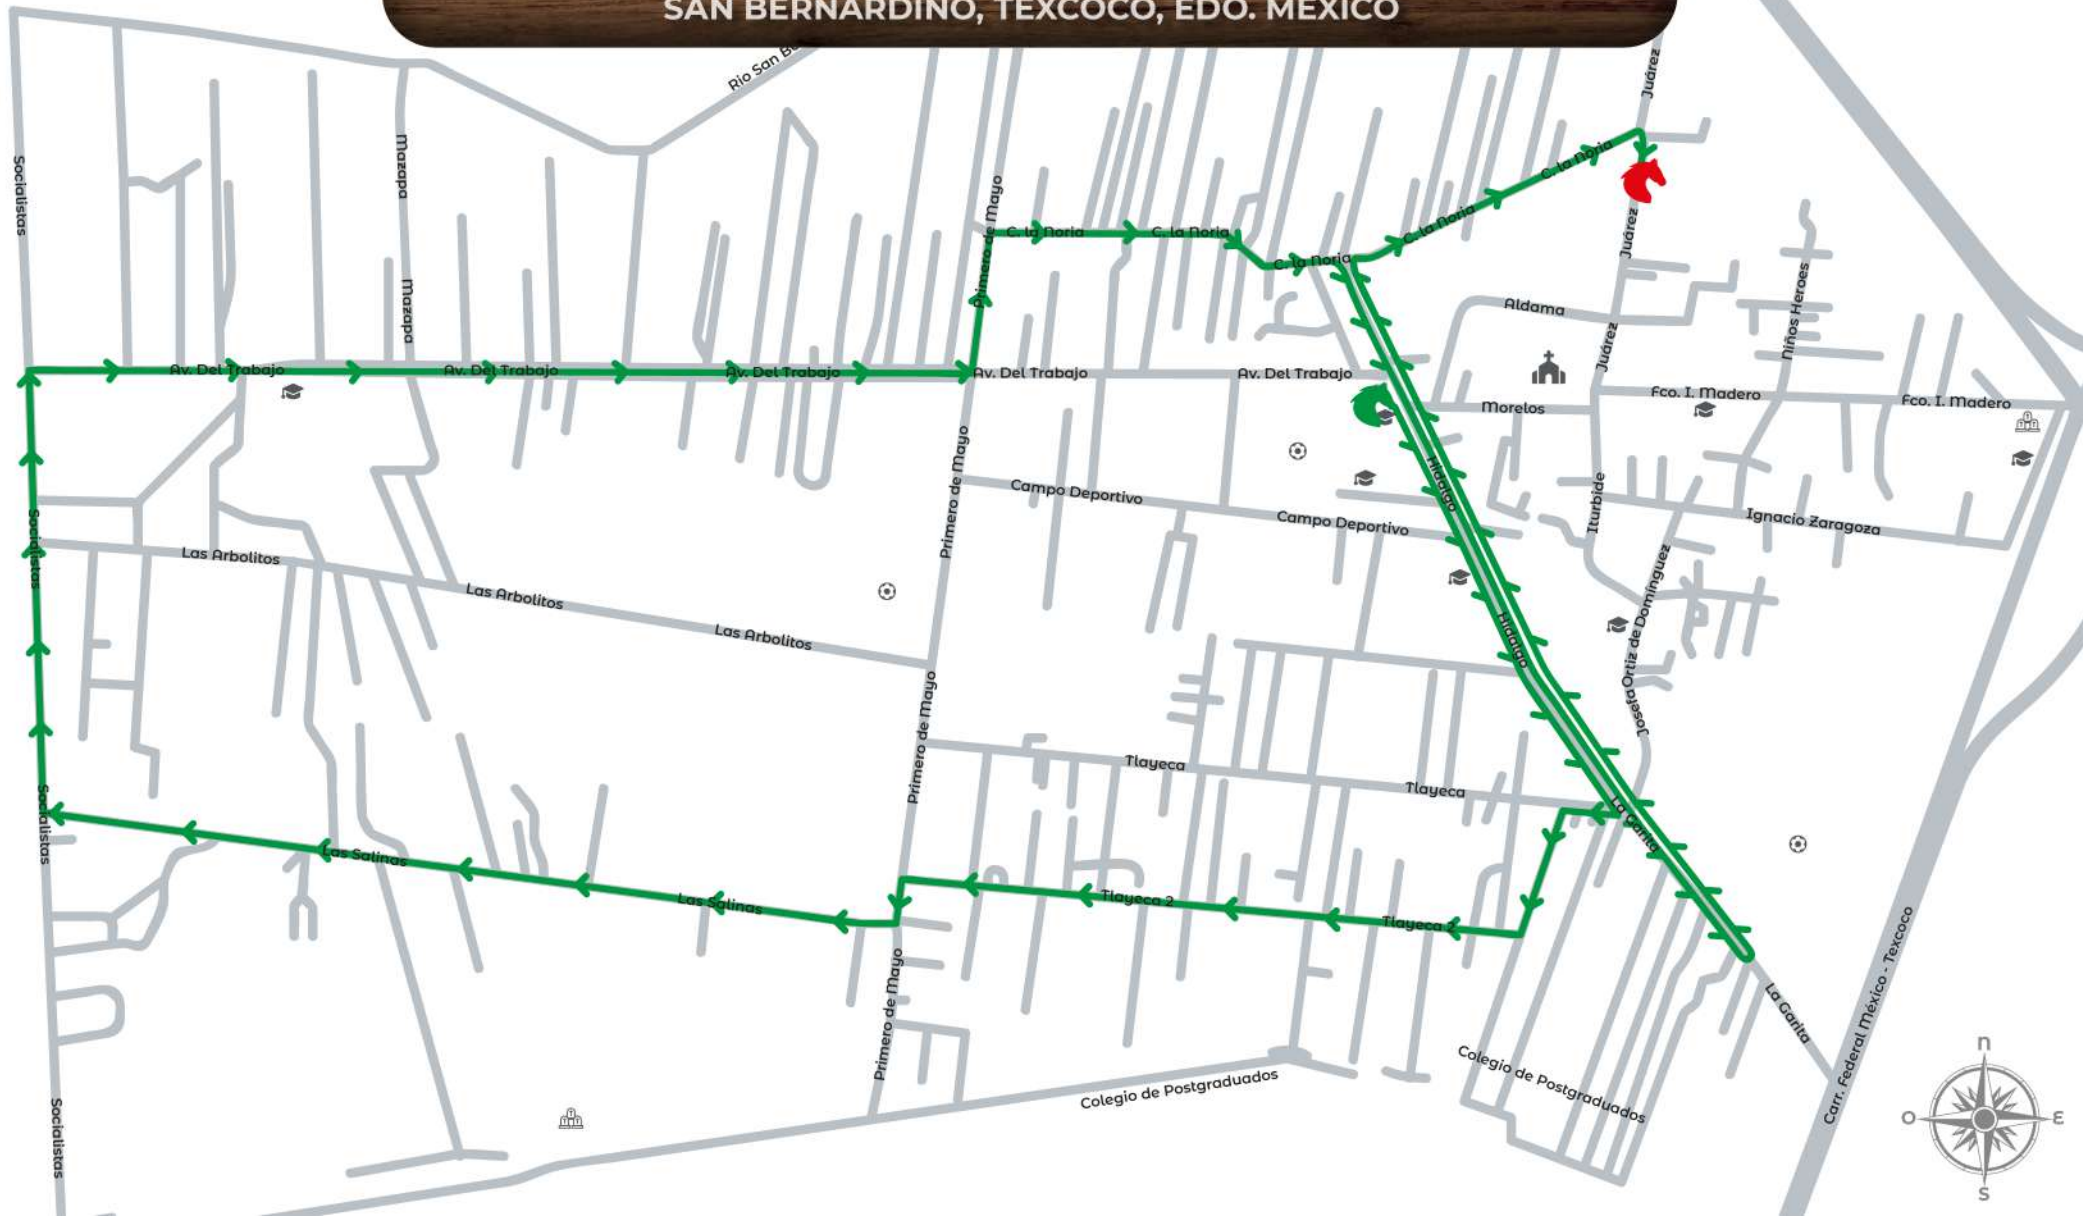 SAN BERNARDINO, TEXCOCO, EDO. MÉXICO
Juárez
Socialistas
Mazapa
Primero de Mayo
C. la Noria
C. la Noria
C. la Noria
C. la Noria
C. la Noria
Juárez
Mazapa
Primero de Mayo
Aldama
Niños Heroes
Juárez
Av. Del Trabajo
Av. Del Trabajo
Av. Del Trabajo
Av. Del Trabajo
Av. Del Trabajo
Fco. I. Madero
Fco. I. Madero
Morelos
Hidalgo
Primero de Mayo
Campo Deportivo
Campo Deportivo
Iturbide
Ignacio Zaragoza
Socialistas
Las Arbolitos
Las Arbolitos
Las Arbolitos
Hidalgo
Josefa Ortiz de Domínguez
Primero de Mayo
Tlayeca
Tlayeca
La Garita
Socialistas
Las Salinas
Las Salinas
Tlayeca 2
Tlayeca 2
Primero de Mayo
La Garita
Carr. Federal México - Texcoco
Colegio de Postgraduados
Colegio de Postgraduados
Socialistas
n
O
E
S